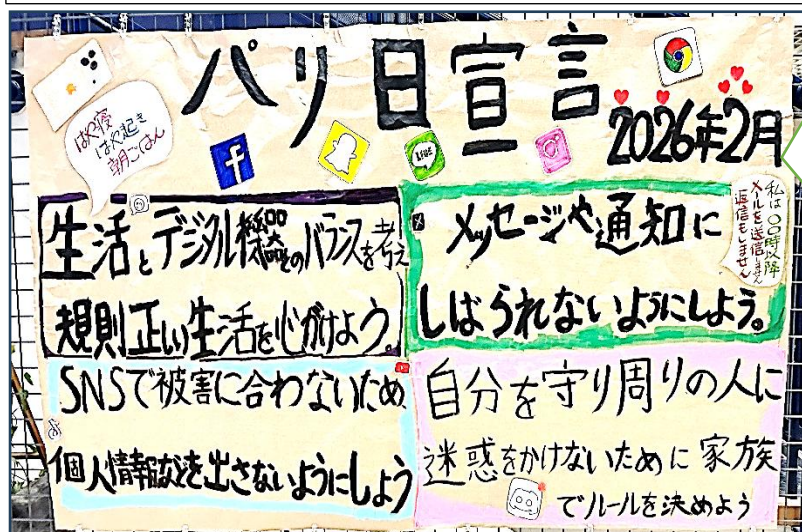 パリ日宣言
2026年2月
はや寝
はや起き
朝ごはん
LINE
生活とデジタル機器とのバランスを考え
規則正しい生活を心がけよう。
メッセージや通知に
しばられないようにしよう。
私は〇〇時以降
メールを送信しません
返信もしません
SNSで被害に合わないため
個人情報などを出さないようにしよう
自分を守り周りの人に
迷惑をかけないために家族
でルールを決めよう